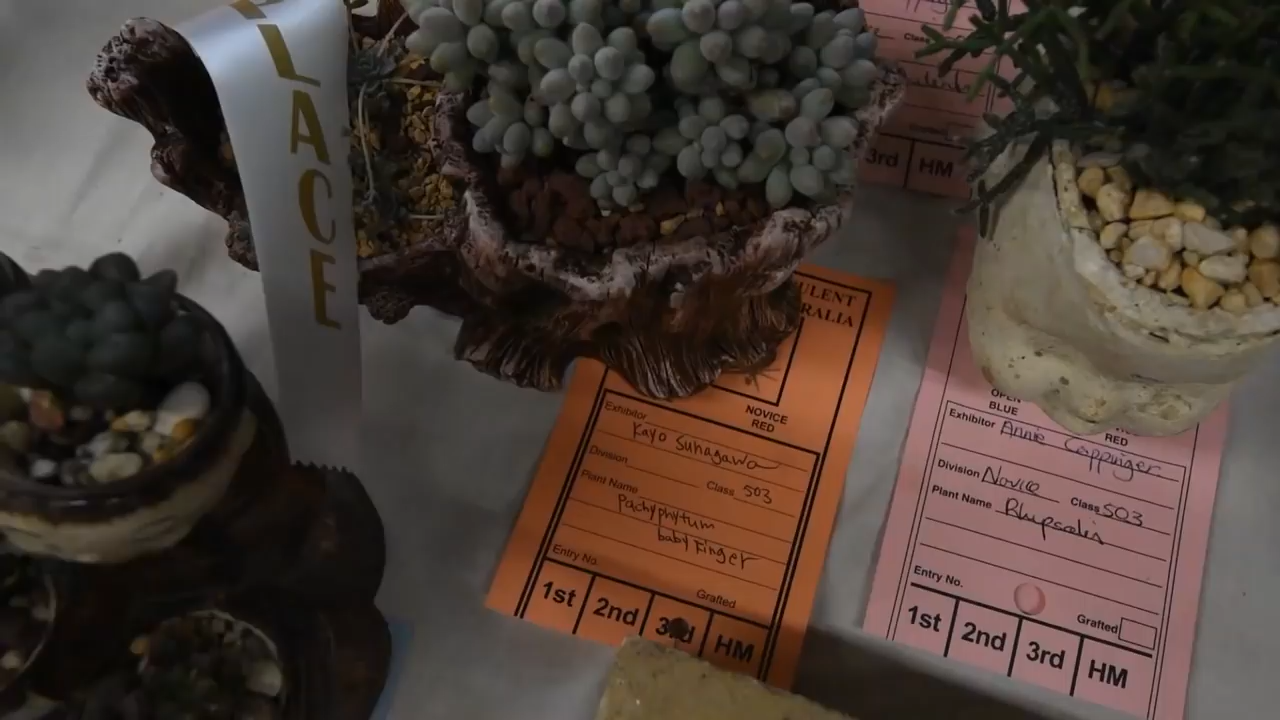 PLACE
Class
3rd HM
ULENT
RALIA
NOVICE
RED
Exhibitor Kayo Suhagawa
Division Class 503
Plant Name Pachyphytum
baby Finger
Entry No.
Grafted
1st 2nd 3rd HM
OPEN
BLUE
RED
Exhibitor Annie Cappinger
Division Novice Class 503
Plant Name Rhipsalis
Entry No.
Grafted
1st 2nd 3rd HM